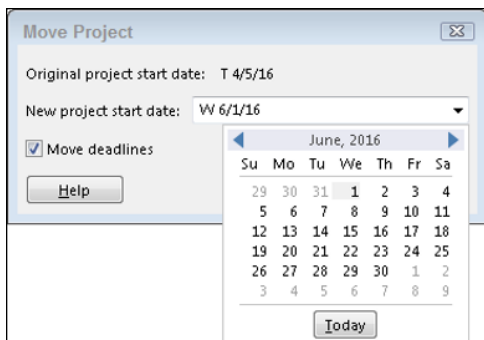 Move Project
Original project start date: T 4/5/16
New project start date: W 6/1/16
Move deadlines
June, 2016
Su Mo Tu We Th Fr Sa
29 30 31 1 2 3 4
5 6 7 8 9 10 11
12 13 14 15 16 17 18
19 20 21 22 23 24 25
26 27 28 29 30 1 2
3 4 5 6 7 8 9
Help
Today